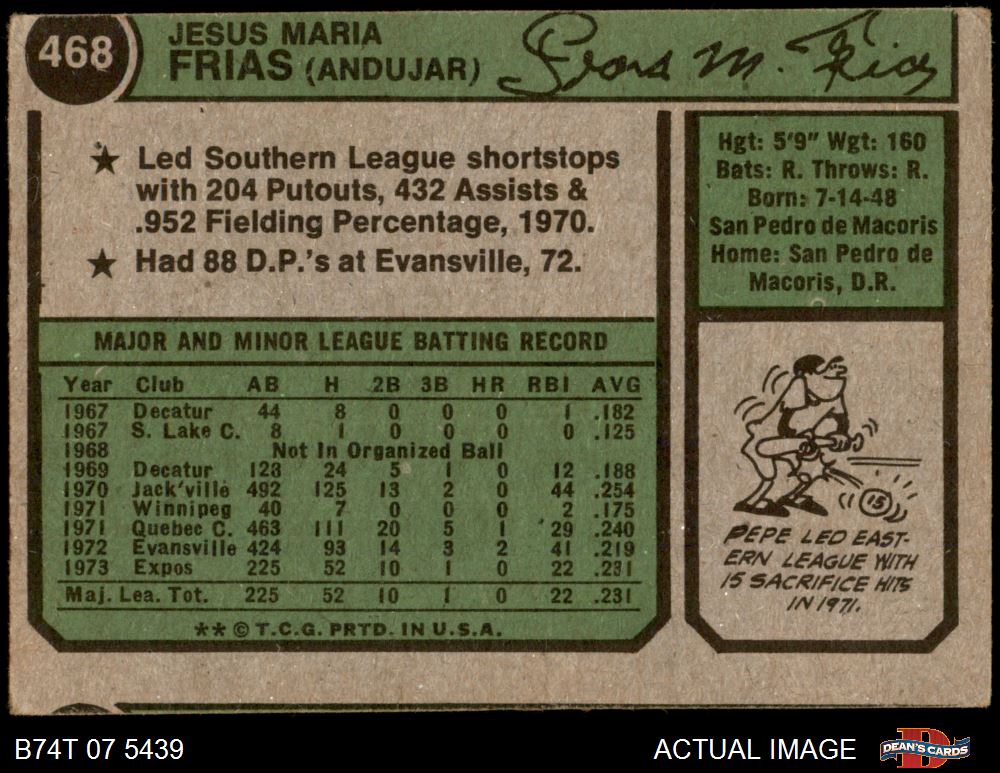 468
JESUS MARIA
FRIAS (ANDUJAR)
★ Led Southern League shortstops
with 204 Putouts, 432 Assists &
.952 Fielding Percentage, 1970.
★ Had 88 D.P.'s at Evansville, 72.
Hgt: 5'9" Wgt: 160
Bats: R. Throws: R.
Born: 7-14-48
San Pedro de Macoris
Home: San Pedro de
Macoris, D.R.
MAJOR AND MINOR LEAGUE BATTING RECORD
Year Club AB H 2B 3B HR RBI AVG
1967 Decatur 44 8 0 0 0 1 .182
1967 S. Lake C. 8 1 0 0 0 0 .125
1968 Not In Organized Ball
1969 Decatur 128 24 5 1 0 12 .188
1970 Jack'ville 492 125 13 2 0 44 .254
1971 Winnipeg 40 7 0 0 0 2 .175
1971 Quebec C. 463 111 20 5 1 29 .240
1972 Evansville 424 93 14 3 2 41 .219
1973 Expos 225 52 10 1 0 22 .231
Maj. Lea. Tot. 225 52 10 1 0 22 .231
** © T.C.G. PRTD. IN U.S.A.
15
PEPE LED EAST-
ERN LEAGUE WITH
15 SACRIFICE HITS
IN 1971.
B74T 07 5439
ACTUAL IMAGE
DEAN'S CARDS